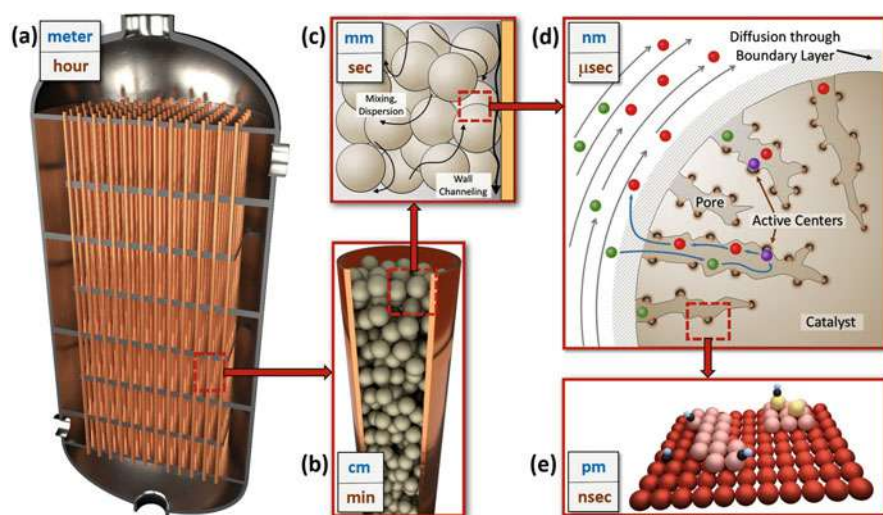 (a)
meter
hour
(c)
mm
sec
Mixing,
Dispersion
Wall
Channeling
(d)
nm
μsec
Diffusion through
Boundary Layer
Pore
Active Centers
Catalyst
(b)
cm
min
(e)
pm
nsec